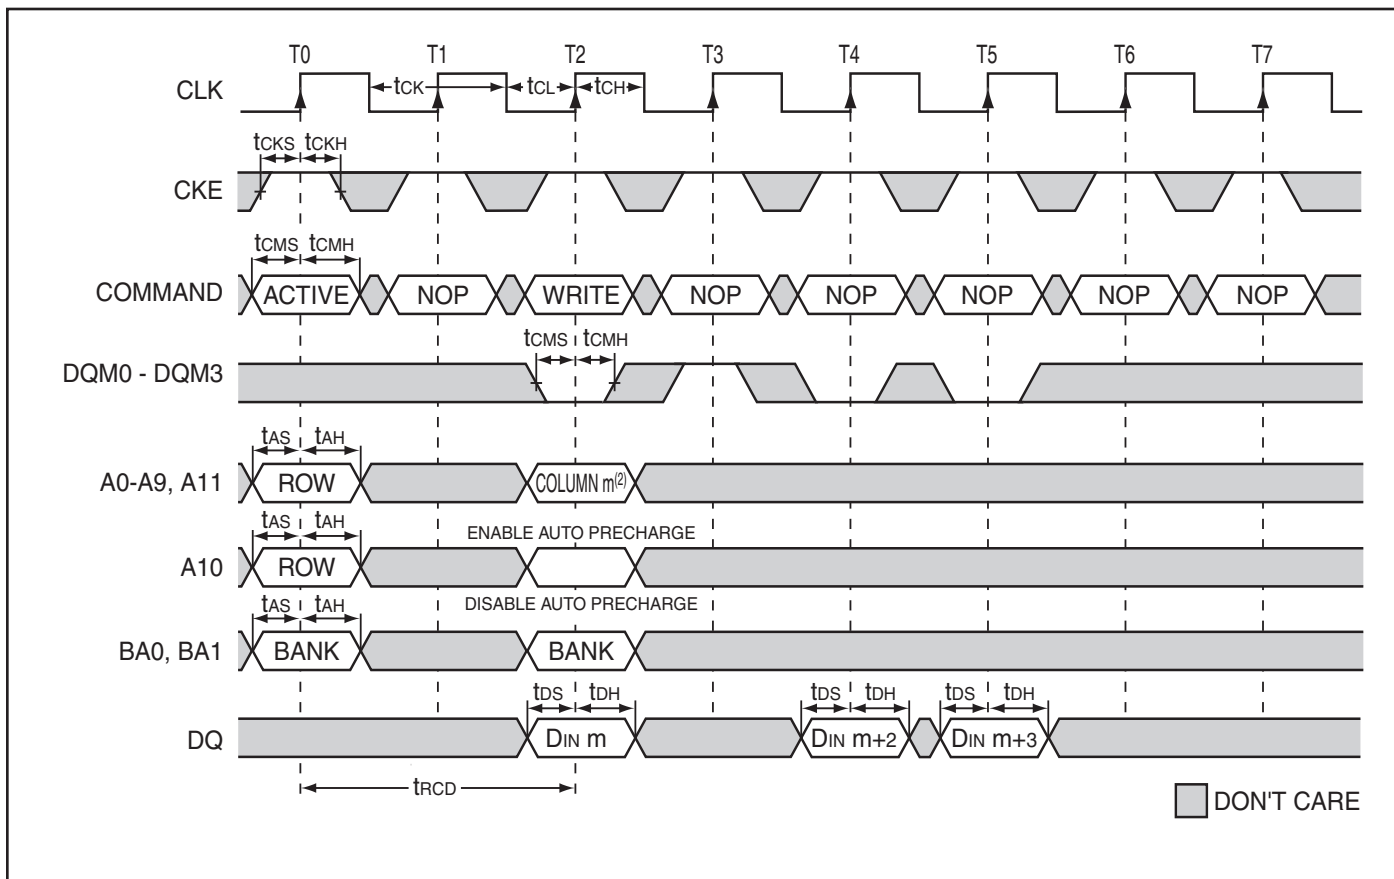 T0 T1 T2 T3 T4 T5 T6 T7
CLK tCK tCL tCH
tCKS tCKH
CKE
tCMS tCMH
COMMAND ACTIVE NOP WRITE NOP NOP NOP NOP NOP
tCMS tCMH
DQM0 - DQM3
tAS tAH
A0-A9, A11 ROW COLUMN m(2)
tAS tAH ENABLE AUTO PRECHARGE
A10 ROW
tAS tAH DISABLE AUTO PRECHARGE
BA0, BA1 BANK BANK
tDS tDH tDS tDH tDS tDH
DQ DIN m DIN m+2 DIN m+3
tRCD
DON'T CARE